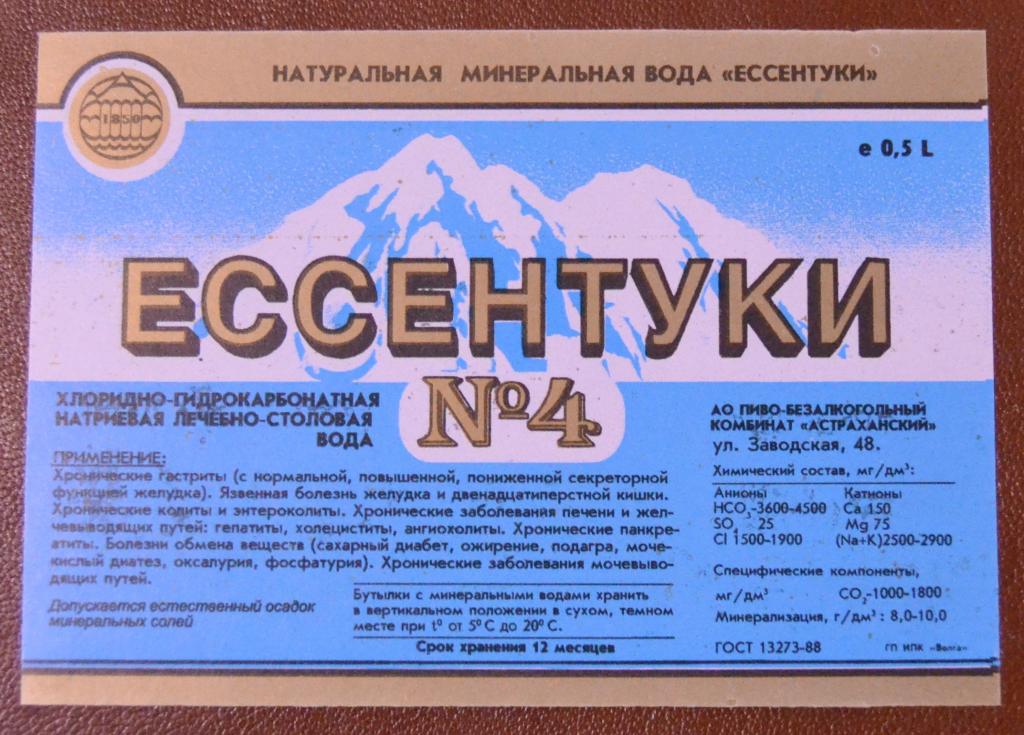 НАТУРАЛЬНАЯ МИНЕРАЛЬНАЯ ВОДА «ЕССЕНТУКИ»
1850
е 0,5 L
ЕССЕНТУКИ
№4
ХЛОРИДНО-ГИДРОКАРБОНАТНАЯ
НАТРИЕВАЯ ЛЕЧЕБНО-СТОЛОВАЯ
ВОДА
ПРИМЕНЕНИЕ:
Хронические гастриты (с нормальной, повышенной, пониженной секреторной
функцией желудка). Язвенная болезнь желудка и двенадцатиперстной кишки.
Хронические колиты и энтероколиты. Хронические заболевания печени и жел-
чевыводящих путей: гепатиты, холециститы, ангиохолиты. Хронические панкре-
атиты. Болезни обмена веществ (сахарный диабет, ожирение, подагра, моче-
кислый диатез, оксалурия, фосфатурия). Хронические заболевания мочевыво-
дящих путей.
Допускается естественный осадок
минеральных солей
Бутылки с минеральными водами хранить
в вертикальном положении в сухом, темном
месте при t° от 5°С до 20°С.
Срок хранения 12 месяцев
АО ПИВО-БЕЗАЛКОГОЛЬНЫЙ
КОМБИНАТ «АСТРАХАНСКИЙ»
ул. Заводская, 48.
Химический состав, мг/дм³:
Анионы Катионы
HCO₃-3600-4500 Ca 150
SO₄ 25 Mg 75
Cl 1500-1900 (Na+K)2500-2900
Специфические компоненты,
мг/дм³ CO₂-1000-1800
Минерализация, г/дм³: 8,0-10,0
ГОСТ 13273-88 ГП ИПК «Волга»